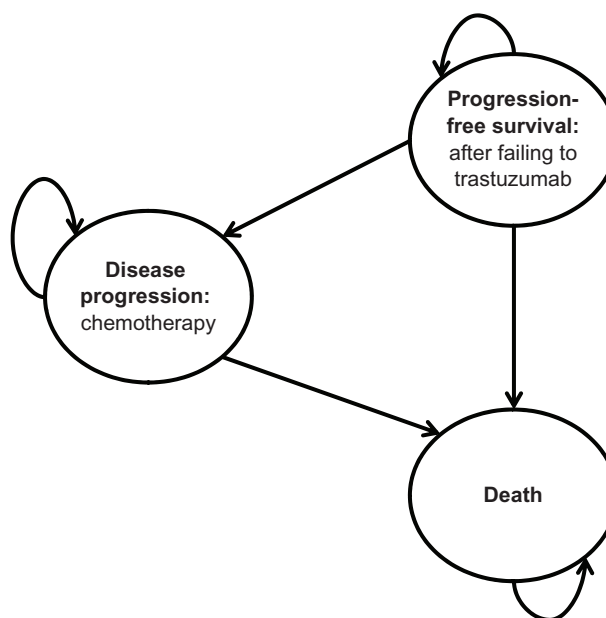 Progression-
free survival:
after failing to
trastuzumab
Disease
progression:
chemotherapy
Death